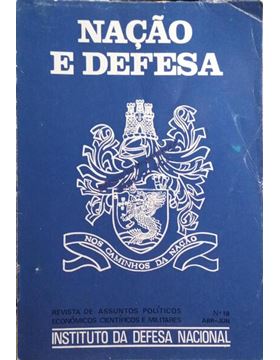 NAÇÃO
E DEFESA
NOS CAMINHOS DA NAÇÃO
REVISTA DE ASSUNTOS POLÍTICOS
ECONÓMICOS CIENTÍFICOS E MILITARES
Nº 18
ABR-JUN
INSTITUTO DA DEFESA NACIONAL